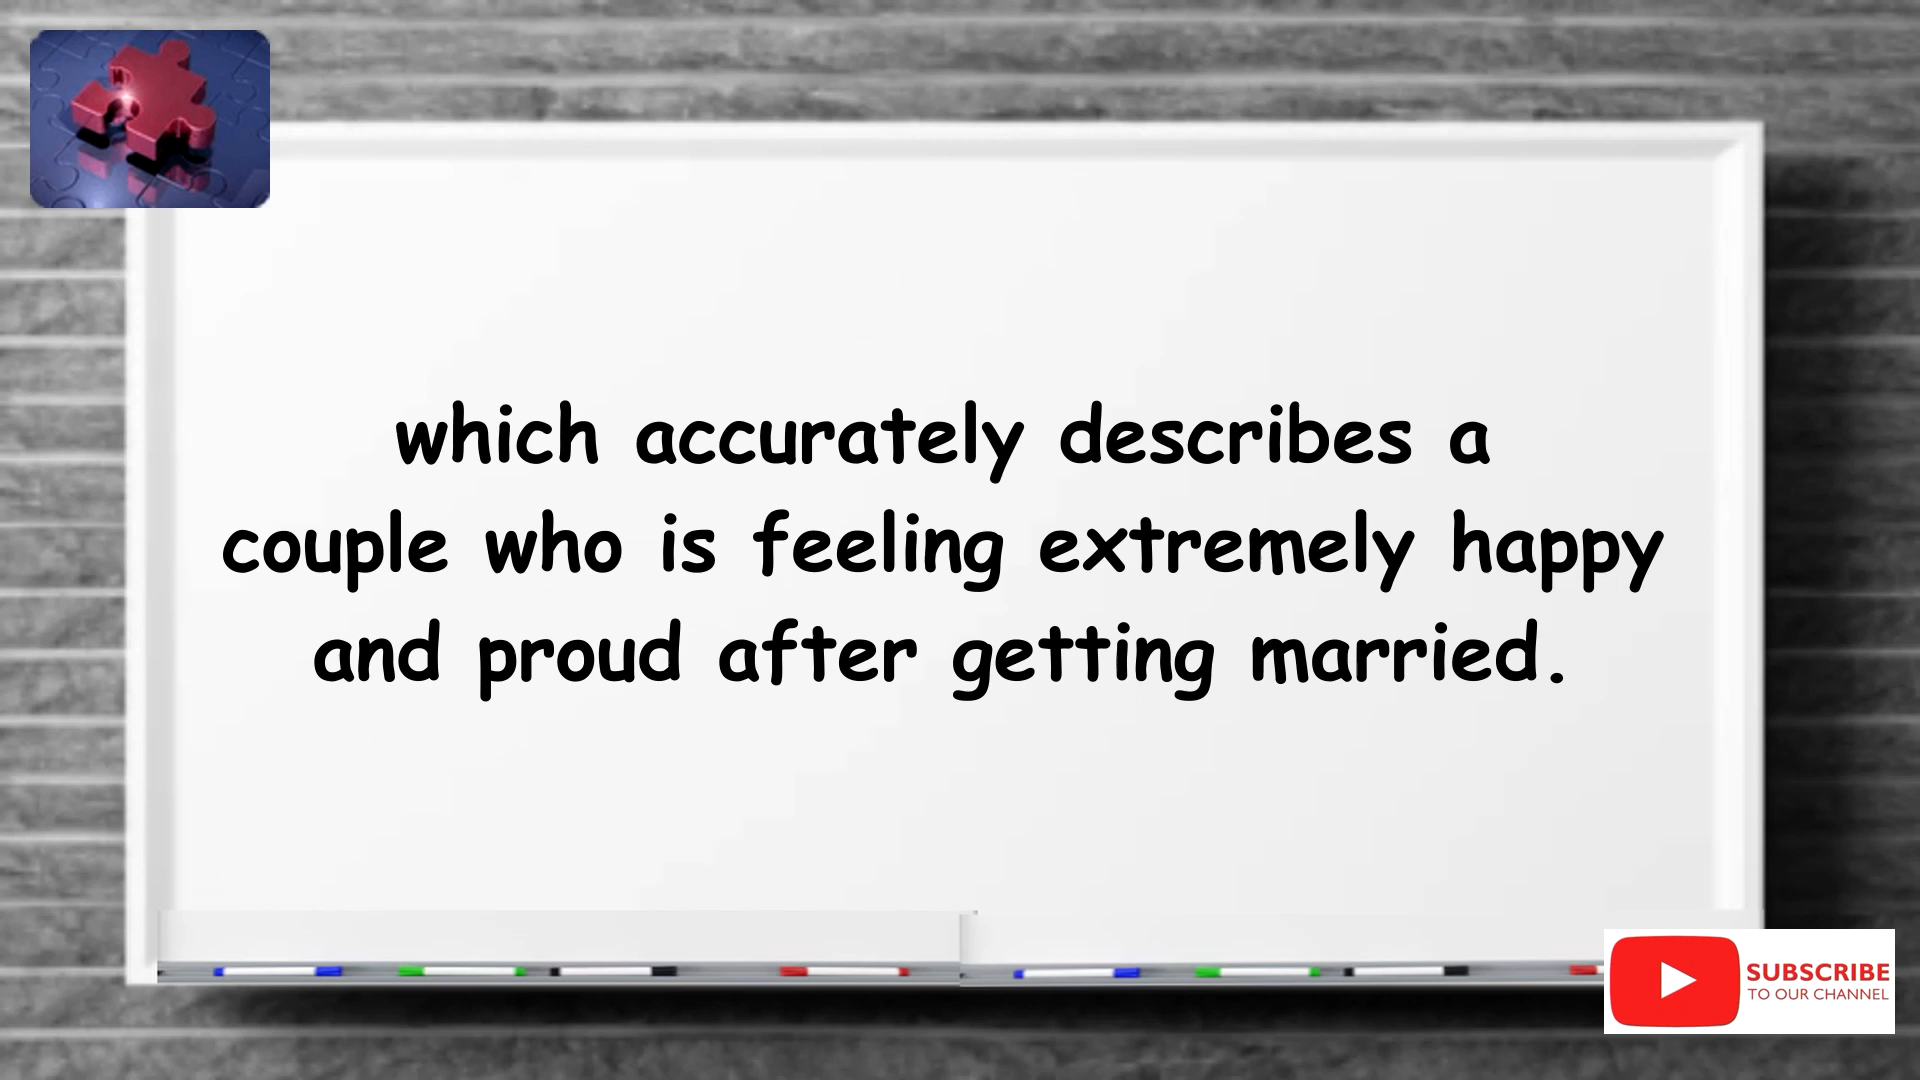 which accurately describes a
couple who is feeling extremely happy
and proud after getting married.
SUBSCRIBE
TO OUR CHANNEL